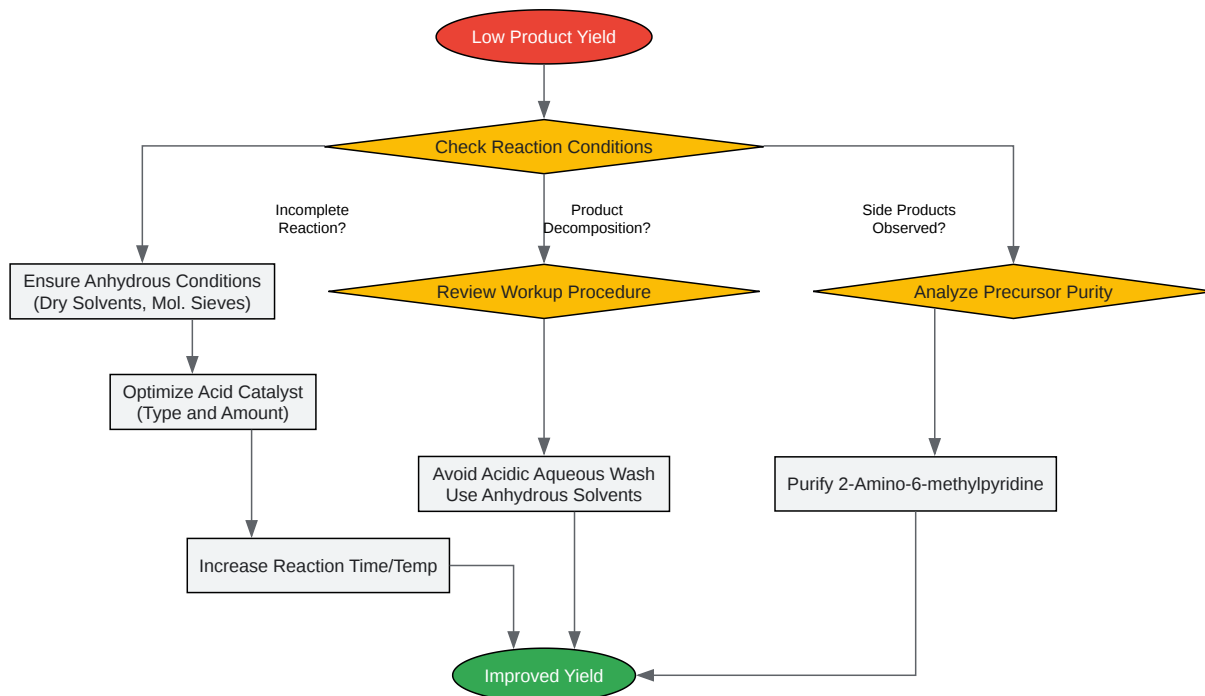 Low Product Yield
Check Reaction Conditions
Incomplete
Reaction?
Product
Decomposition?
Side Products
Observed?
Ensure Anhydrous Conditions
(Dry Solvents, Mol. Sieves)
Review Workup Procedure
Analyze Precursor Purity
Optimize Acid Catalyst
(Type and Amount)
Avoid Acidic Aqueous Wash
Use Anhydrous Solvents
Purify 2-Amino-6-methylpyridine
Increase Reaction Time/Temp
Improved Yield